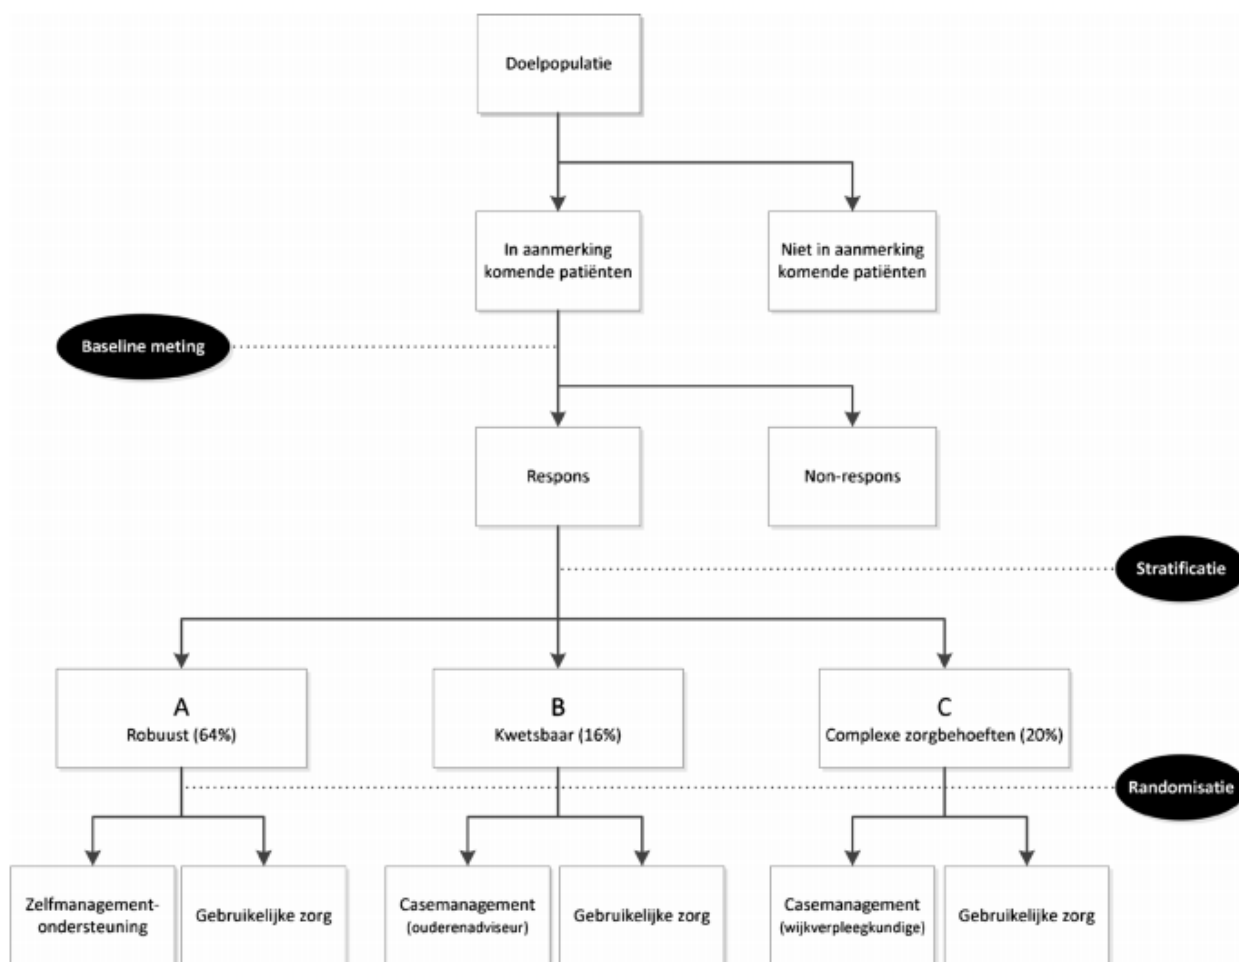 Doelpopulatie
In aanmerking
komende patiënten
Niet in aanmerking
komende patiënten
Baseline meting
Respons
Non-respons
Stratificatie
A
Robuust (64%)
B
Kwetsbaar (16%)
C
Complexe zorgbehoeften (20%)
Randomisatie
Zelfmanagement-
ondersteuning
Gebruikelijke zorg
Casemanagement
(ouderenadviseur)
Gebruikelijke zorg
Casemanagement
(wijkverpleegkundige)
Gebruikelijke zorg